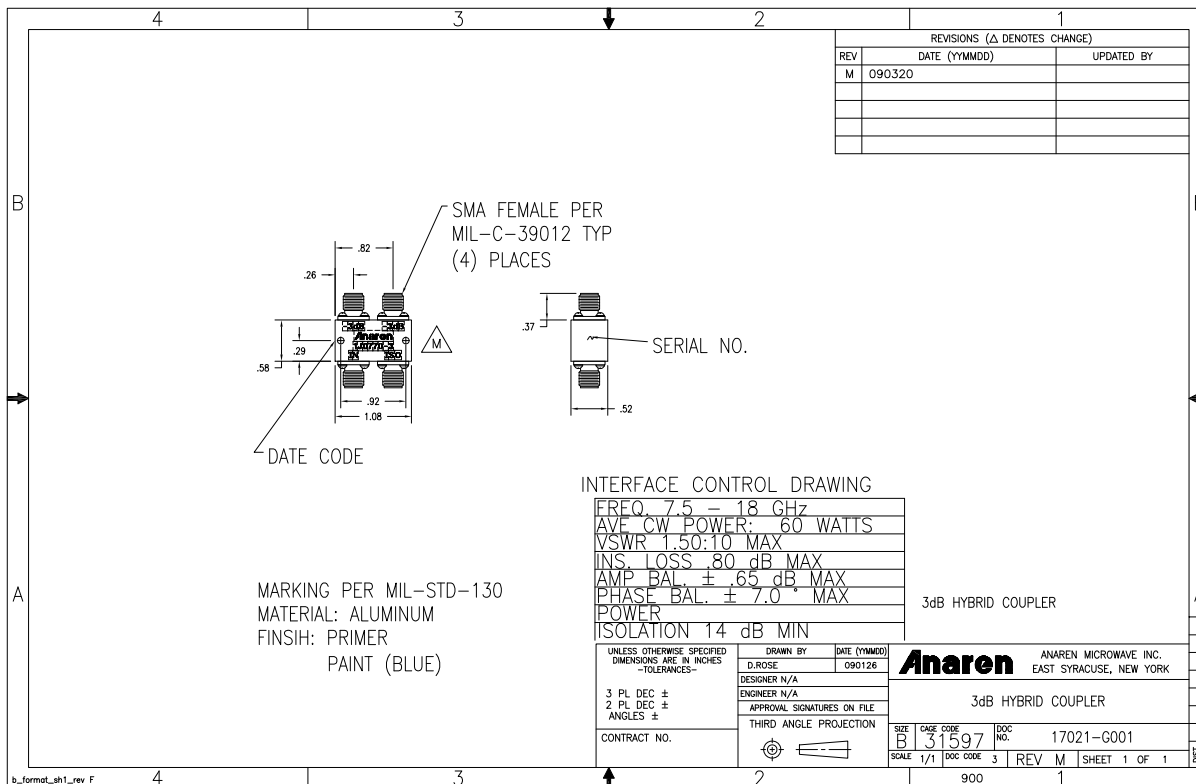 4
3
2
1
REVISIONS (△ DENOTES CHANGE)
REV DATE (YYMMDD) UPDATED BY
M 090320
B
SMA FEMALE PER
MIL-C-39012 TYP
(4) PLACES
.82
.26
.37
-3dB -3dB
Anaren
M
.29
.58
IN ISO
SERIAL NO.
.92
1.08
.52
DATE CODE
INTERFACE CONTROL DRAWING
FREQ. 7.5 - 18 GHz
AVE CW POWER: 60 WATTS
VSWR 1.50:10 MAX
INS. LOSS .80 dB MAX
AMP BAL. ± .65 dB MAX
PHASE BAL. ± 7.0 ° MAX
POWER
ISOLATION 14 dB MIN
A
MARKING PER MIL-STD-130
MATERIAL: ALUMINUM
FINSIH: PRIMER
PAINT (BLUE)
3dB HYBRID COUPLER
UNLESS OTHERWISE SPECIFIED
DIMENSIONS ARE IN INCHES
-TOLERANCES-
3 PL DEC ±
2 PL DEC ±
ANGLES ±
CONTRACT NO.
DRAWN BY DATE (YYMMDD)
D.ROSE 090126
DESIGNER N/A
ENGINEER N/A
APPROVAL SIGNATURES ON FILE
THIRD ANGLE PROJECTION
Anaren
ANAREN MICROWAVE INC.
EAST SYRACUSE, NEW YORK
3dB HYBRID COUPLER
SIZE B CAGE CODE 31597 DOC NO. 17021-G001
SCALE 1/1 DOC CODE 3 REV M SHEET 1 OF 1
b_format_sh1_rev F
4
3
2
900
1